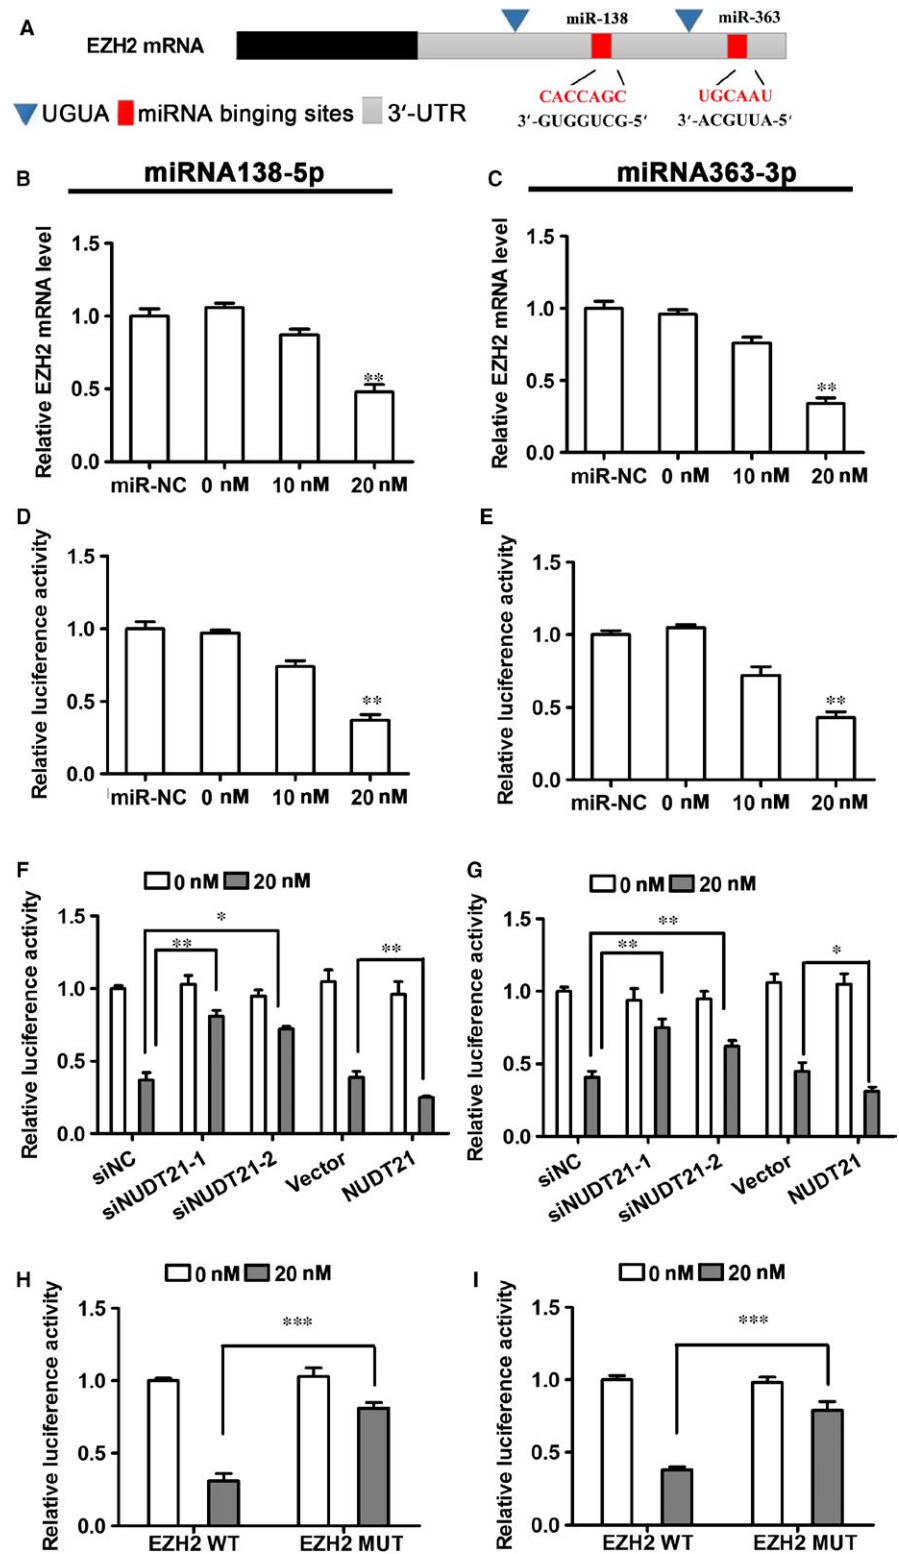 A
miR-138 miR-363
EZH2 mRNA
CACCAGC UGCAAU
UGUA miRNA binging sites 3′-UTR 3′-GUGGUCG-5′ 3′-ACGUUA-5′
B miRNA138-5p C miRNA363-3p
Relative EZH2 mRNA level
1.5
1.0
0.5
0.0
**
miR-NC 0 nM 10 nM 20 nM
Relative EZH2 mRNA level
1.5
1.0
0.5
0.0
**
miR-NC 0 nM 10 nM 20 nM
D
Relative luciference activity
1.5
1.0
0.5
0.0
**
miR-NC 0 nM 10 nM 20 nM
E
Relative luciference activity
1.5
1.0
0.5
0.0
**
miR-NC 0 nM 10 nM 20 nM
F
0 nM 20 nM
Relative luciference activity
1.5
1.0
0.5
0.0
*
** **
siNC siNUDT21-1 siNUDT21-2 Vector NUDT21
G
0 nM 20 nM
Relative luciference activity
1.5
1.0
0.5
0.0
**
** *
siNC siNUDT21-1 siNUDT21-2 Vector NUDT21
H
0 nM 20 nM
Relative luciference activity
1.5
1.0
0.5
0.0
***
EZH2 WT EZH2 MUT
I
0 nM 20 nM
Relative luciference activity
1.5
1.0
0.5
0.0
***
EZH2 WT EZH2 MUT